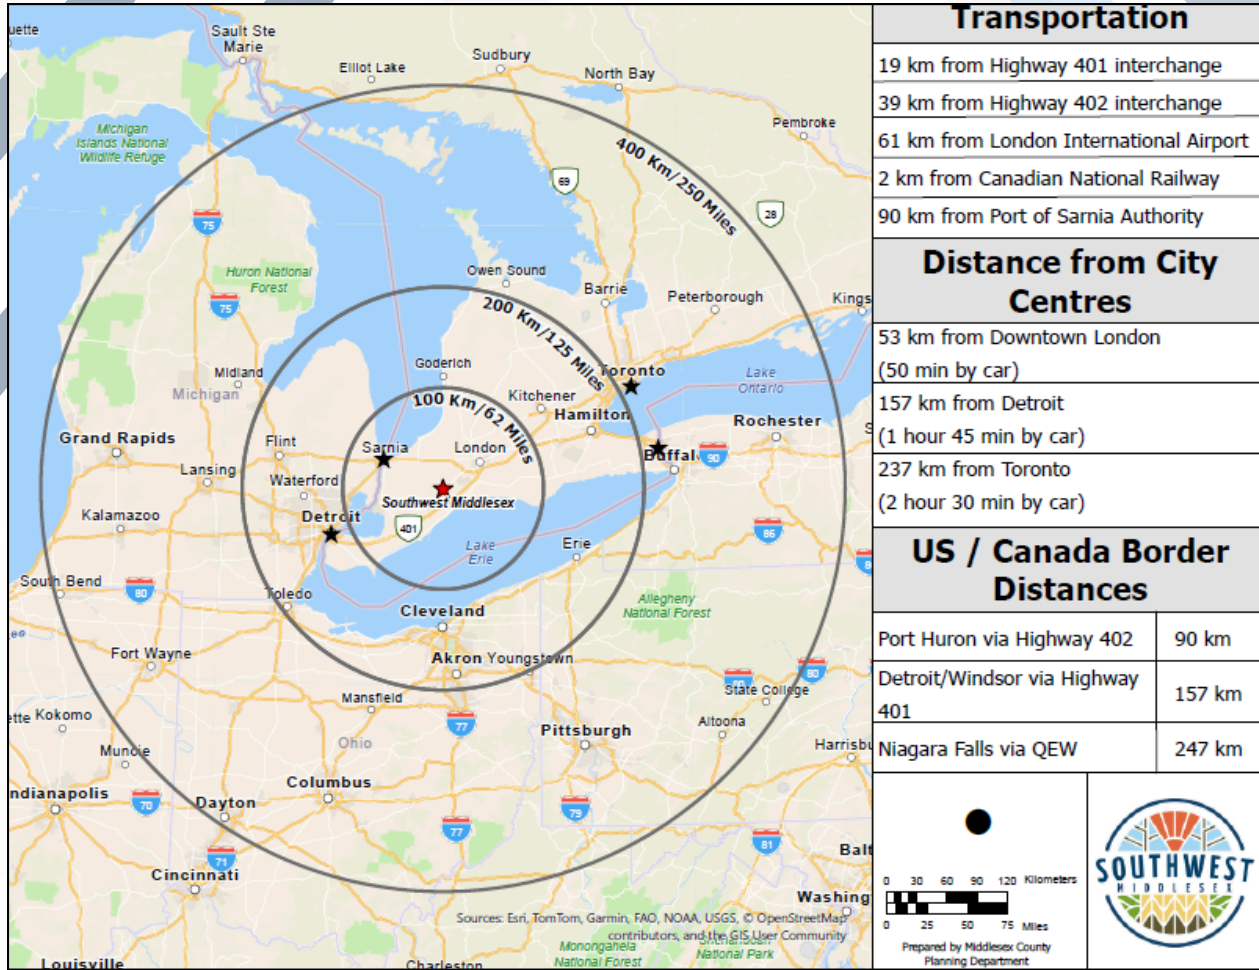 uette
Sault Ste
Marie
Elliot Lake
Sudbury
North Bay
Pembroke
Michigan
Islands National
Wildlife Refuge
400 Km/250 Miles
69
28
75
Huron National
Forest
75
Owen Sound
Barrie
Peterborough
Kings
200 Km/125 Miles
Midland
Michigan
Goderich
Toronto
Lake
Ontario
100 Km/62 Miles
Kitchener
Hamilton
Rochester
Grand Rapids
Flint
Sarnia
London
Buffal
90
Lansing
Waterford
Southwest Middlesex
Kalamazoo
Detroit
401
86
Lake
Erie
Erie
South Bend
80
Toledo
Cleveland
Allegheny
National Forest
Fort Wayne
Akron
Youngstown
80
80
State College
Mansfield
ette
Kokomo
77
Altoona
Ohio
Pittsburgh
Muncie
Harrisbu
Columbus
ndianapolis
70
Dayton
79
77
81
71
Balt
Cincinnati
Washing
Sources: Esri, TomTom, Garmin, FAO, NOAA, USGS, © OpenStreetMap
contributors, and the GIS User Community
Monongahela
National Forest
Shenandoah
National Park
Louisville
Charleston
Transportation
19 km from Highway 401 interchange
39 km from Highway 402 interchange
61 km from London International Airport
2 km from Canadian National Railway
90 km from Port of Sarnia Authority
Distance from City
Centres
53 km from Downtown London
(50 min by car)
157 km from Detroit
(1 hour 45 min by car)
237 km from Toronto
(2 hour 30 min by car)
US / Canada Border
Distances
Port Huron via Highway 402 90 km
Detroit/Windsor via Highway
401 157 km
Niagara Falls via QEW 247 km
0 30 60 90 120 Kilometers
0 25 50 75 Miles
Prepared by Middlesex County
Planning Department
SOUTHWEST
MIDDLESEX